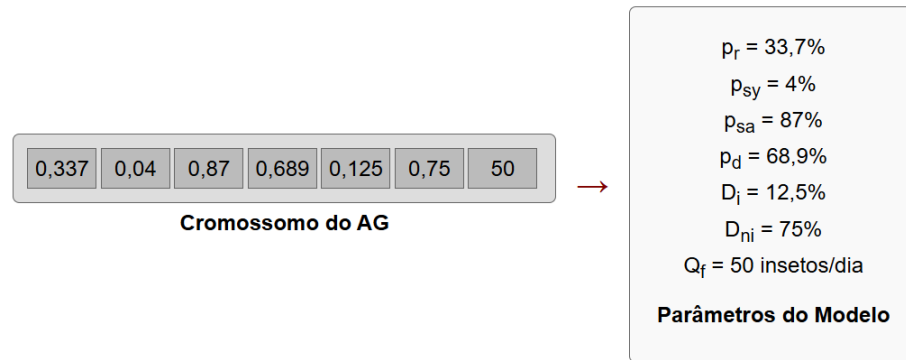 0,337 0,04 0,87 0,689 0,125 0,75 50
Cromossomo do AG
→
p_r = 33,7%
p_sy = 4%
p_sa = 87%
p_d = 68,9%
D_i = 12,5%
D_ni = 75%
Q_f = 50 insetos/dia
Parâmetros do Modelo